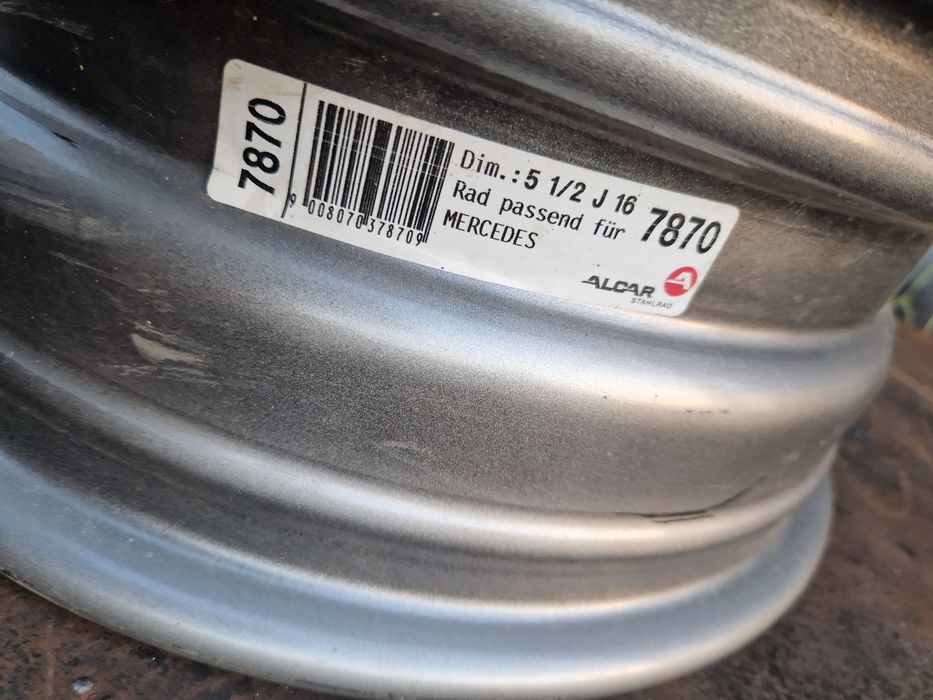 7870
9 008070 378709
Dim.: 5 1/2 J 16
Rad passend für
MERCEDES
7870
ALCAR
STAHLRAD